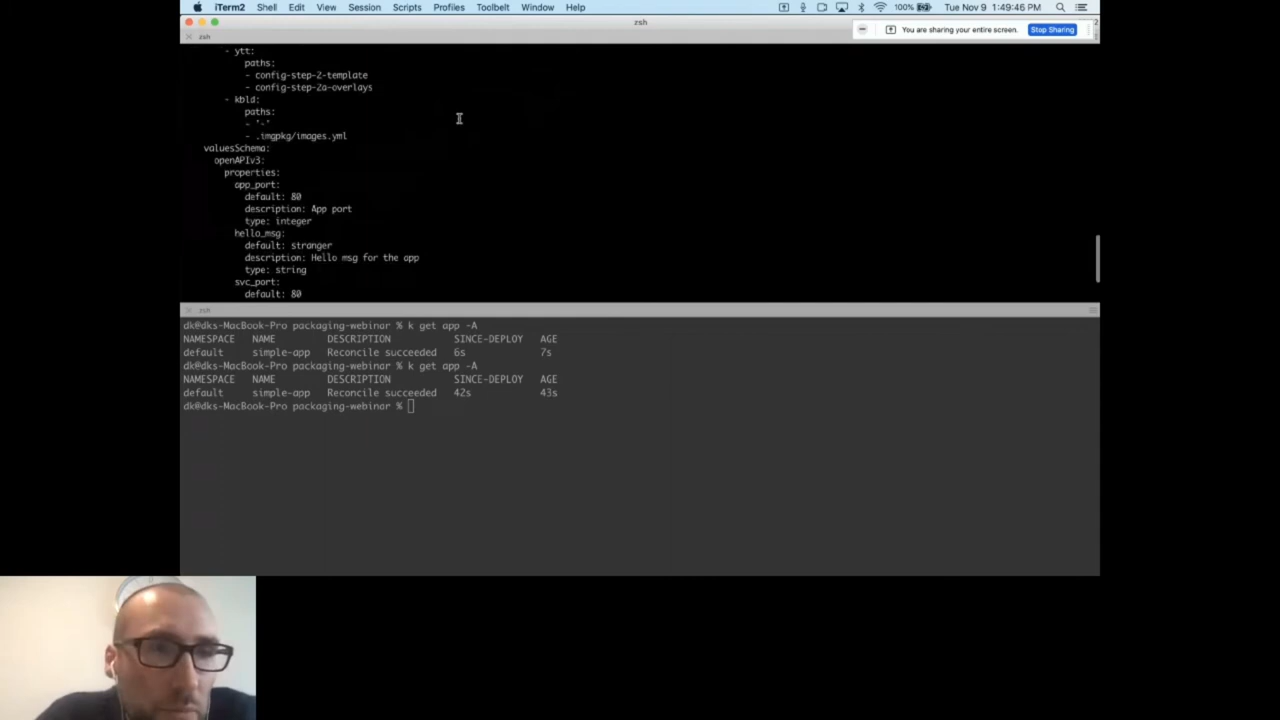 iTerm2 Shell Edit View Session Scripts Profiles Toolbelt Window Help 100% Tue Nov 9 1:49:46 PM
zsh
You are sharing your entire screen. Stop Sharing
zsh
- ytt:
paths:
- config-step-2-template
- config-step-2a-overlays
- kbld:
paths:
- '-'
- .imgpkg/images.yml
valuesSchema:
openAPIv3:
properties:
app_port:
default: 80
description: App port
type: integer
hello_msg:
default: stranger
description: Hello msg for the app
type: string
svc_port:
default: 80
zsh
dk@dks-MacBook-Pro packaging-webinar % k get app -A
NAMESPACE NAME DESCRIPTION SINCE-DEPLOY AGE
default simple-app Reconcile succeeded 6s 7s
dk@dks-MacBook-Pro packaging-webinar % k get app -A
NAMESPACE NAME DESCRIPTION SINCE-DEPLOY AGE
default simple-app Reconcile succeeded 42s 43s
dk@dks-MacBook-Pro packaging-webinar %